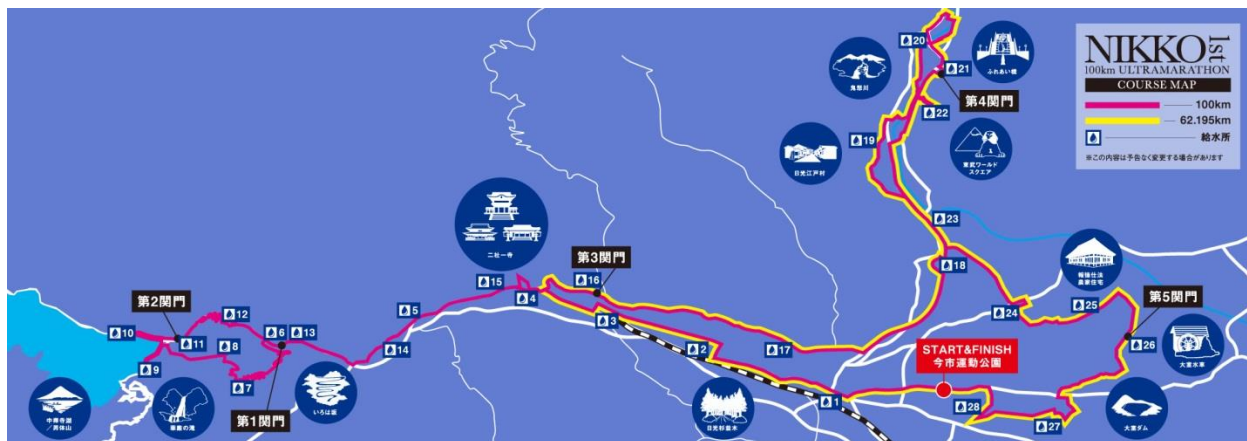 NIKKO 1st
100km ULTRAMARATHON
COURSE MAP
100km
62.195km
給水所
※この内容は予告なく変更する場合があります
20
21
ふれあい橋
鬼怒川
第4関門
22
19
東武ワールド
スクエア
日光江戸村
23
二社一寺
第3関門
16
15
18
報徳仕法
農家住宅
第2関門
4
12
5
3
24
25
第5関門
10
11
6
13
8
2
17
26
14
START&FINISH
今市運動公園
大室水車
9
7
1
28
27
中禅寺湖
/男体山
華厳の滝
第1関門
いろは坂
日光杉並木
大室ダム